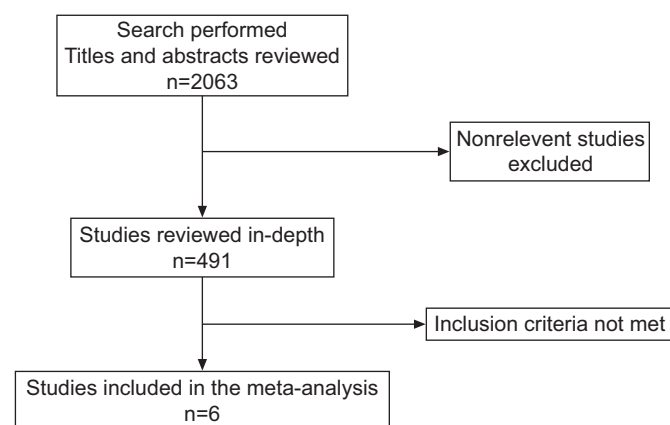 Search performed
Titles and abstracts reviewed
n=2063
Nonrelevent studies
excluded
Studies reviewed in-depth
n=491
Inclusion criteria not met
Studies included in the meta-analysis
n=6